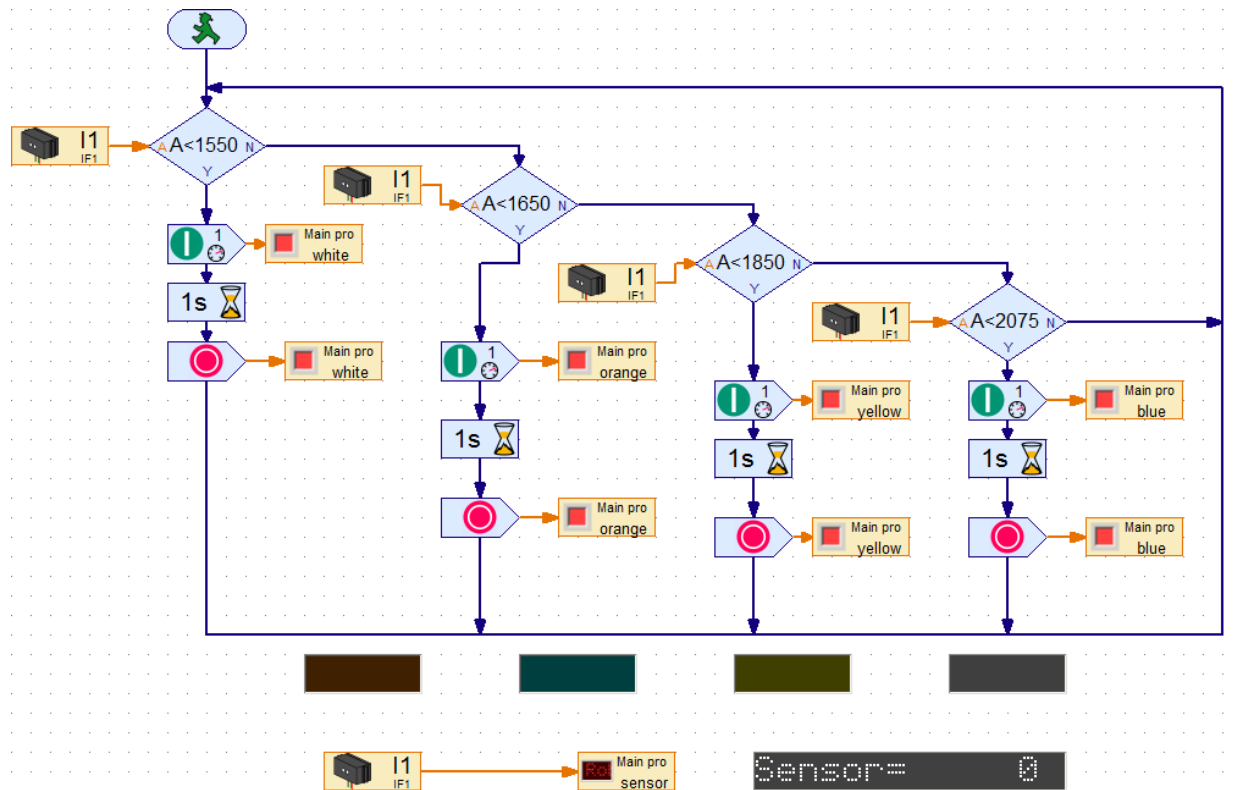 I1
IF1
A
A<1550
N
Y
I1
IF1
A
A<1650
N
Y
I1
IF1
A
A<1850
N
Y
I1
IF1
A
A<2075
N
Y
1
Main pro
white
1s
Main pro
white
1
Main pro
orange
1s
Main pro
orange
1
Main pro
yellow
1s
Main pro
yellow
1
Main pro
blue
1s
Main pro
blue
I1
IF1
Main pro
sensor
Sensor= 0